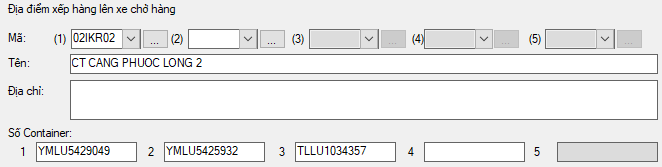 Địa điểm xếp hàng lên xe chở hàng
Mã: (1) 02IKR02 ... (2) ... (3) ... (4) ... (5) ...
Tên: CT CANG PHUOC LONG 2
Địa chỉ:
Số Container:
1 YMLU5429049 2 YMLU5425932 3 TLLU1034357 4 5